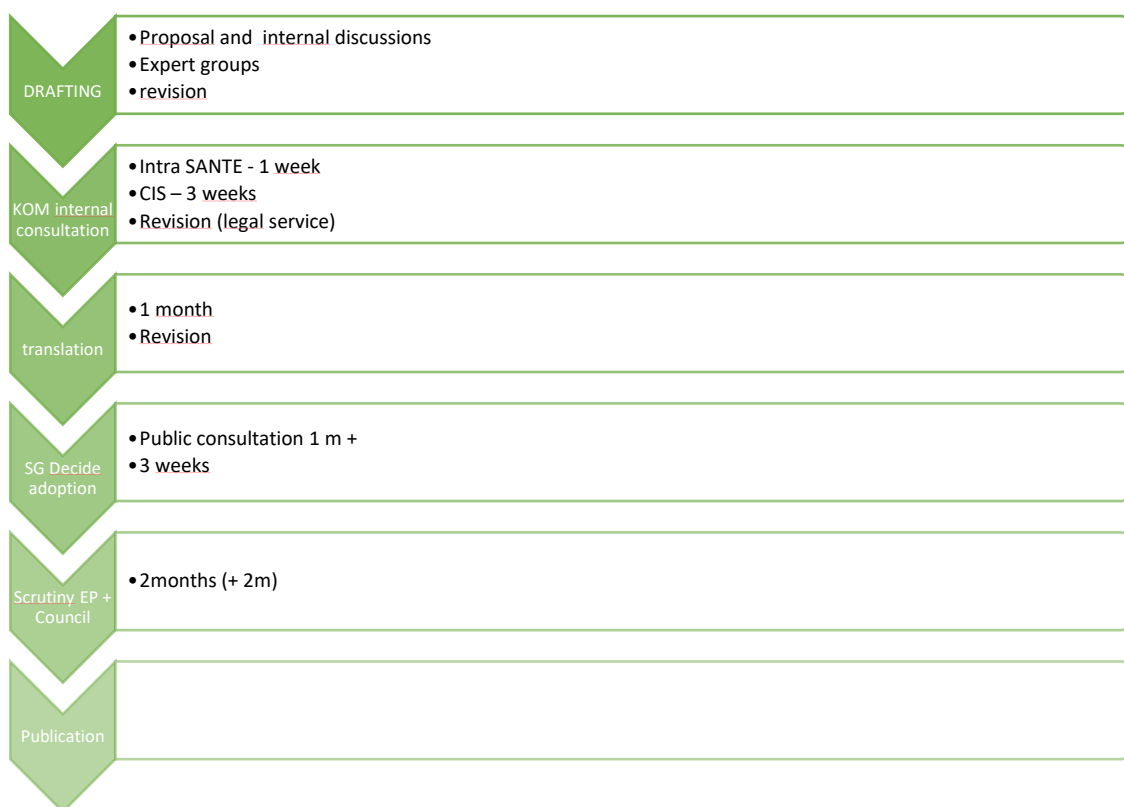 DRAFTING
•Proposal and  internal discussions
•Expert groups
•revision
KOM internal
consultation
•Intra SANTE - 1 week
•CIS – 3 weeks
•Revision (legal service)
translation
•1 month
•Revision
SG Decide
adoption
•Public consultation 1 m +
•3 weeks
Scrutiny EP +
Council
•2months (+ 2m)
Publication